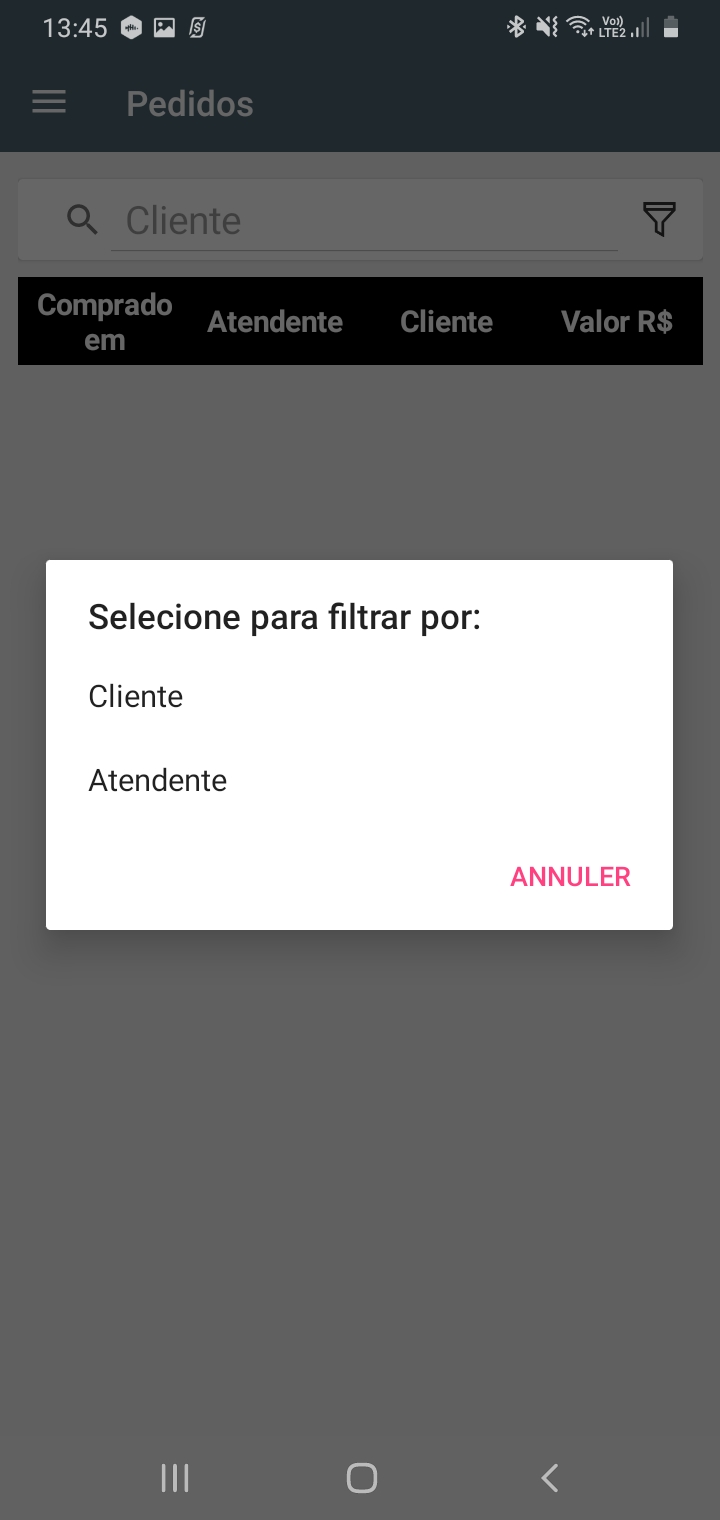 13:45
Vo))
LTE2
Pedidos
Cliente
Comprado
em
Atendente
Cliente
Valor R$
Selecione para filtrar por:
Cliente
Atendente
ANNULER